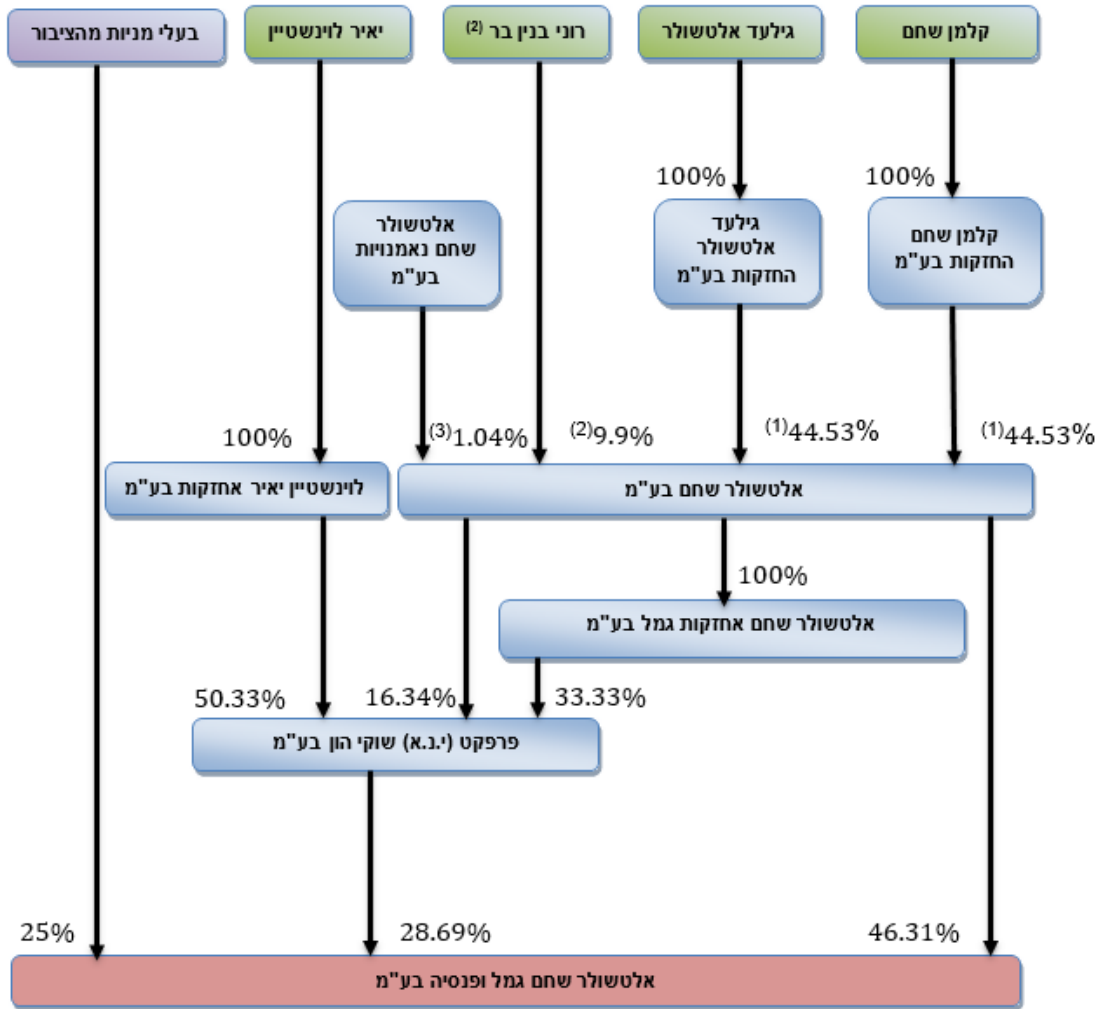 קלמן שחם
גילעד אלטשולר
רוני בנין בר (2)
יאיר לוינשטיין
בעלי מניות מהציבור
100%
100%
קלמן שחם
החזקות בע"מ
גילעד
אלטשולר
החזקות בע"מ
אלטשולר
שחם נאמנויות
בע"מ
(1)44.53%
(1)44.53%
(2)9.9%
(3)1.04%
100%
אלטשולר שחם בע"מ
לוינשטיין יאיר אחזקות בע"מ
100%
אלטשולר שחם אחזקות גמל בע"מ
33.33%
16.34%
50.33%
פרפקט (י.נ.א) שוקי הון בע"מ
46.31%
28.69%
25%
אלטשולר שחם גמל ופנסיה בע"מ